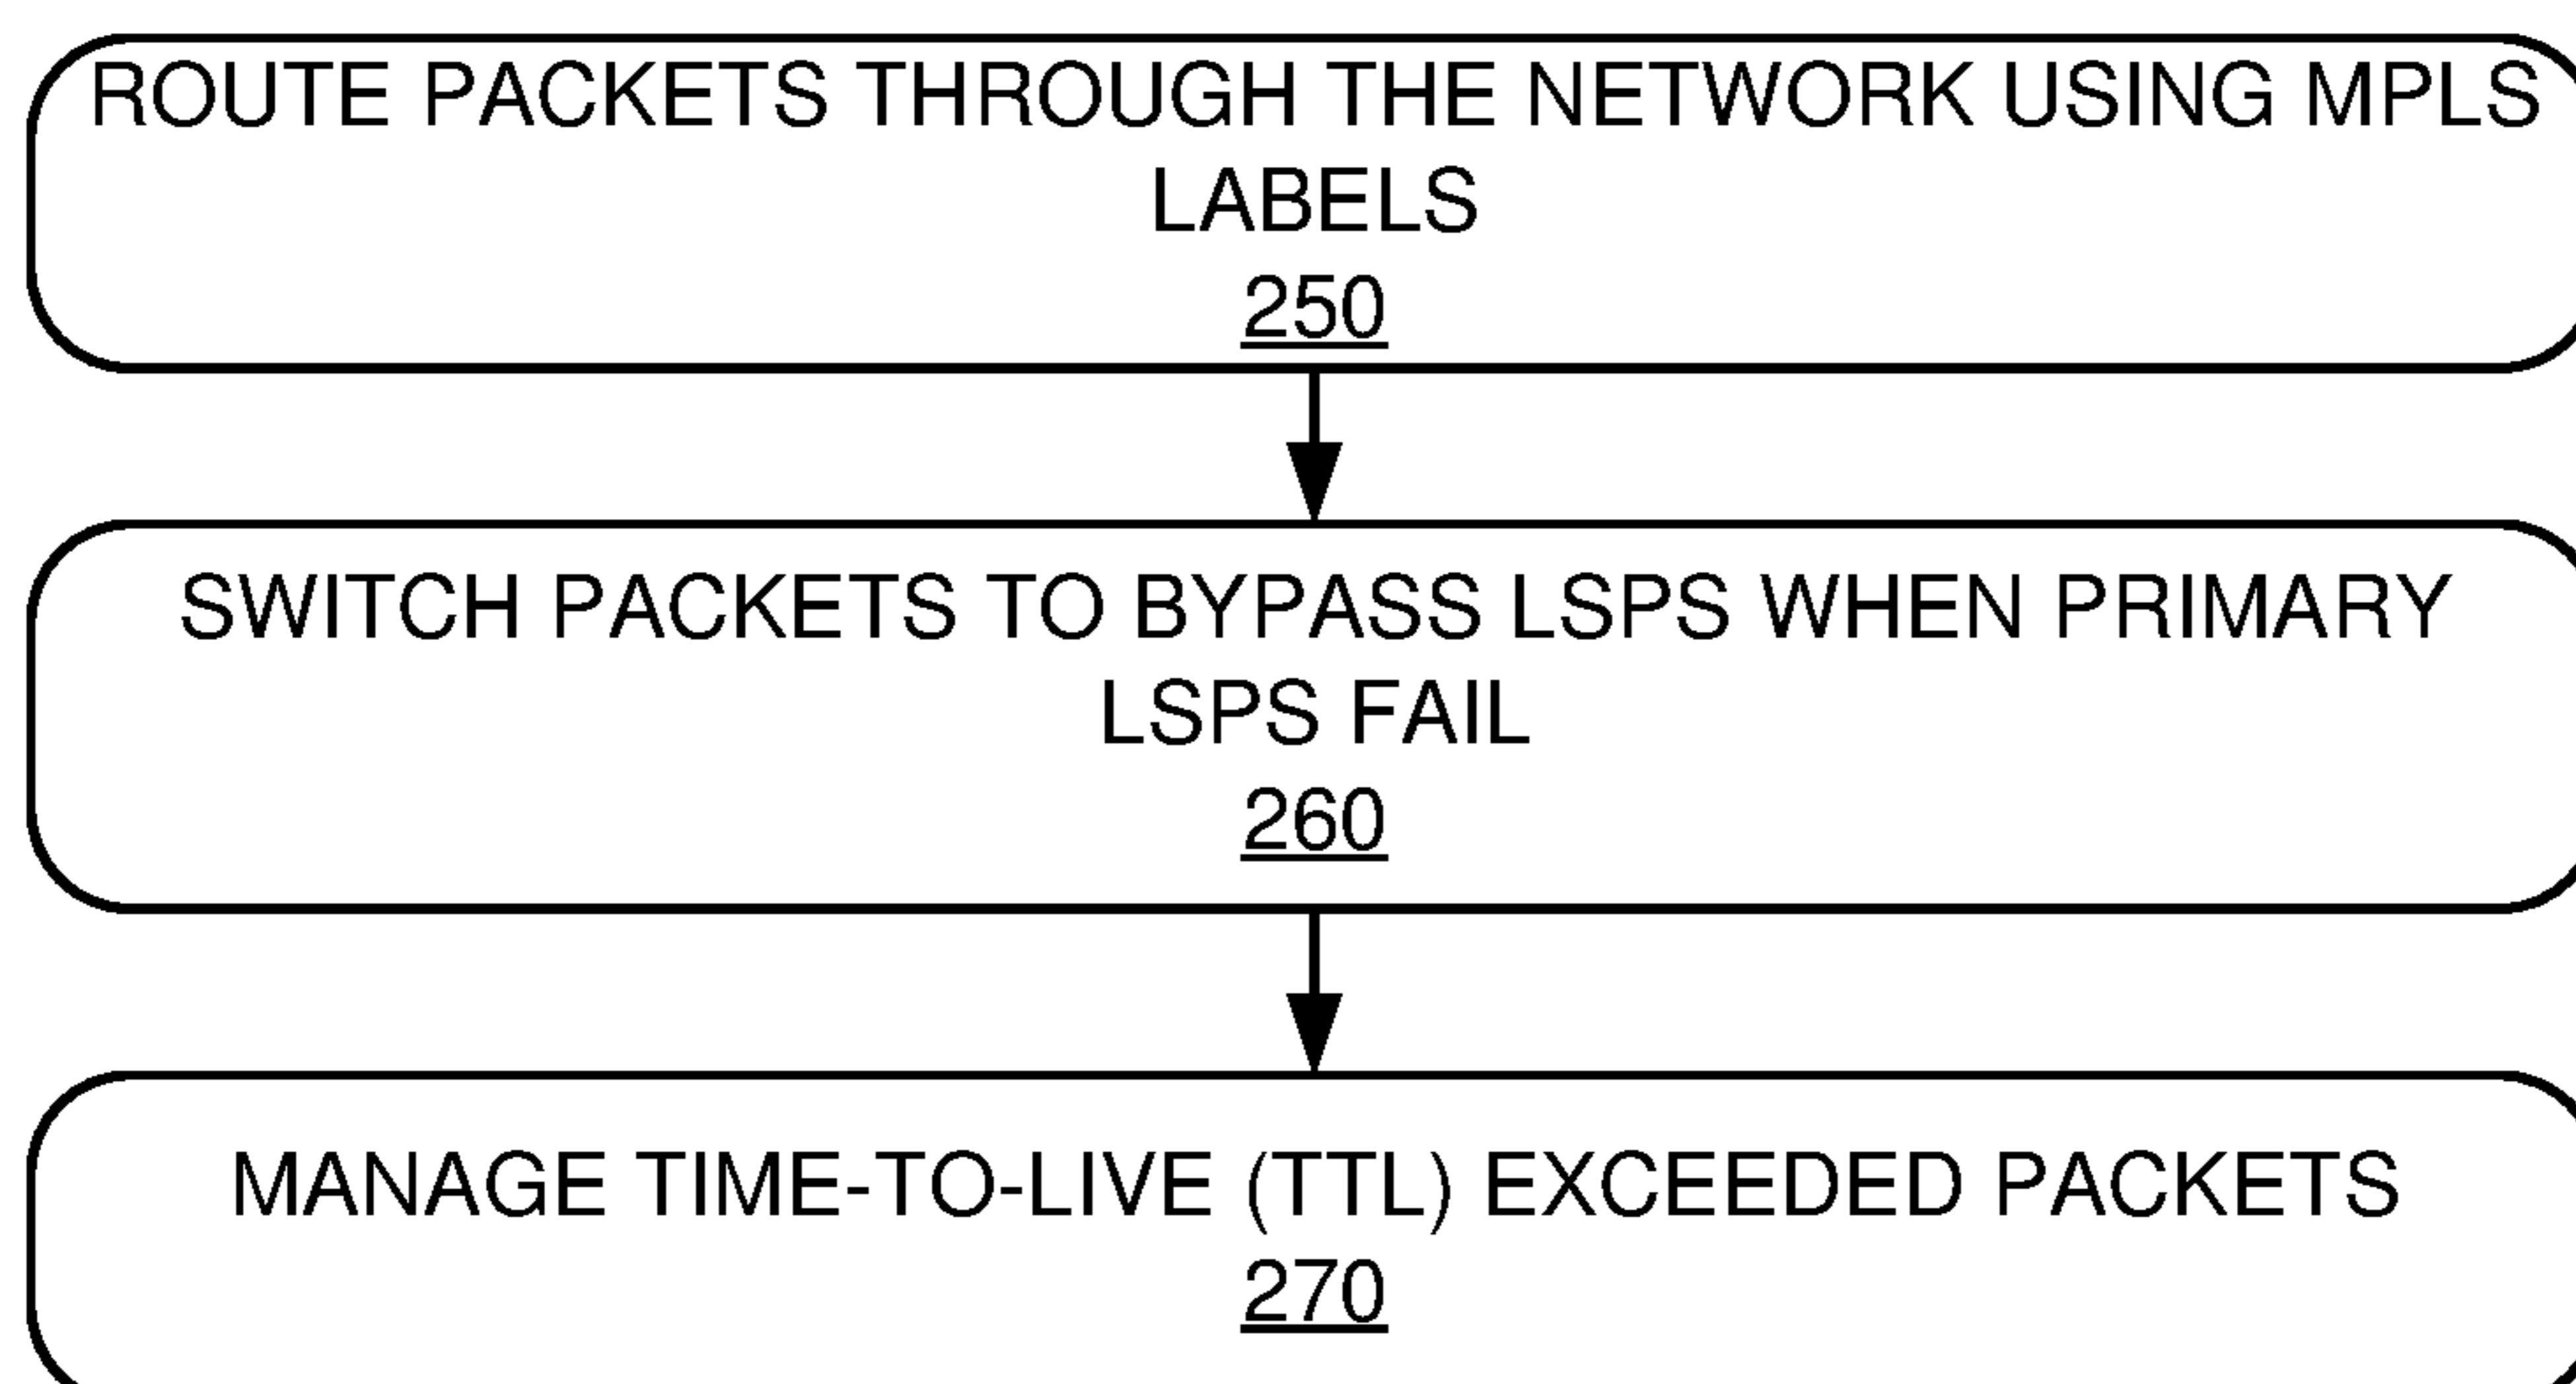 ROUTE PACKETS THROUGH THE NETWORK USING MPLS
LABELS
250
SWITCH PACKETS TO BYPASS LSPS WHEN PRIMARY
LSPS FAIL
260
MANAGE TIME-TO-LIVE (TTL) EXCEEDED PACKETS
270